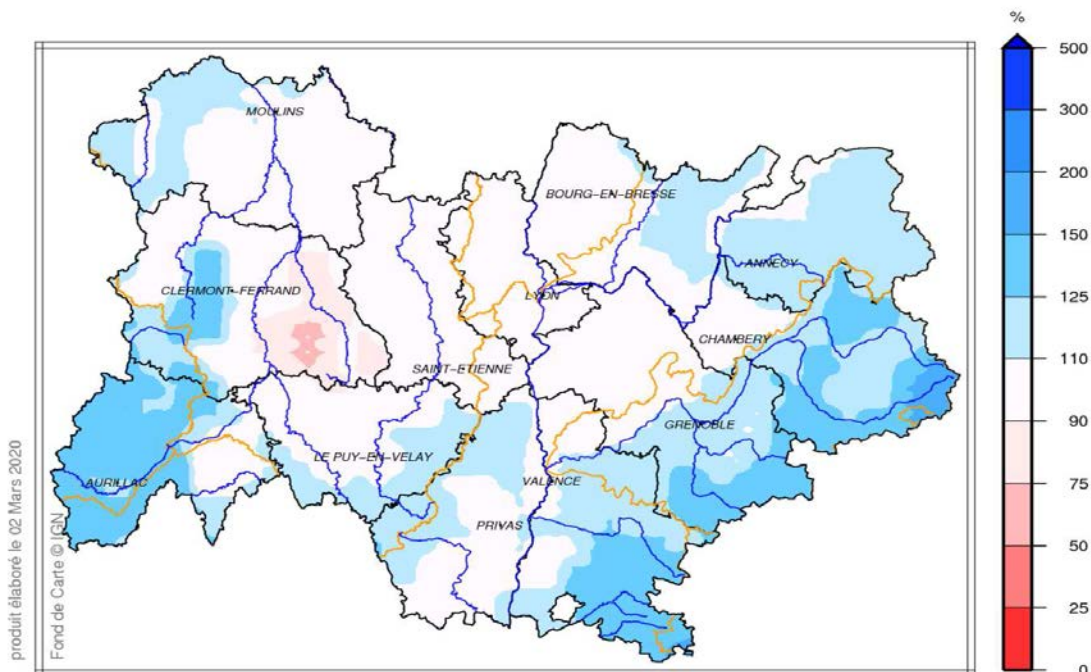 %
500
300
200
150
125
110
90
75
50
25
0
MOULINS
BOURG-EN-BRESSE
ANNECY
CLERMONT-FERRAND
LYON
CHAMBERY
SAINT-ETIENNE
GRENOBLE
LE PUY-EN-VELAY
VALENCE
AURILLAC
PRIVAS
produit élaboré le 02 Mars 2020
Fond de Carte © IGN